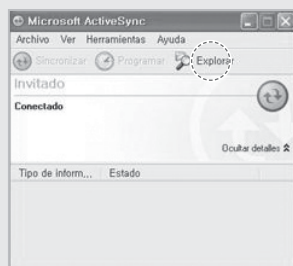 Microsoft ActiveSync
Archivo Ver Herramientas Ayuda
Sincronizar Programar Explorar
Invitado
Conectado
Ocultar detalles
Tipo de inform... Estado